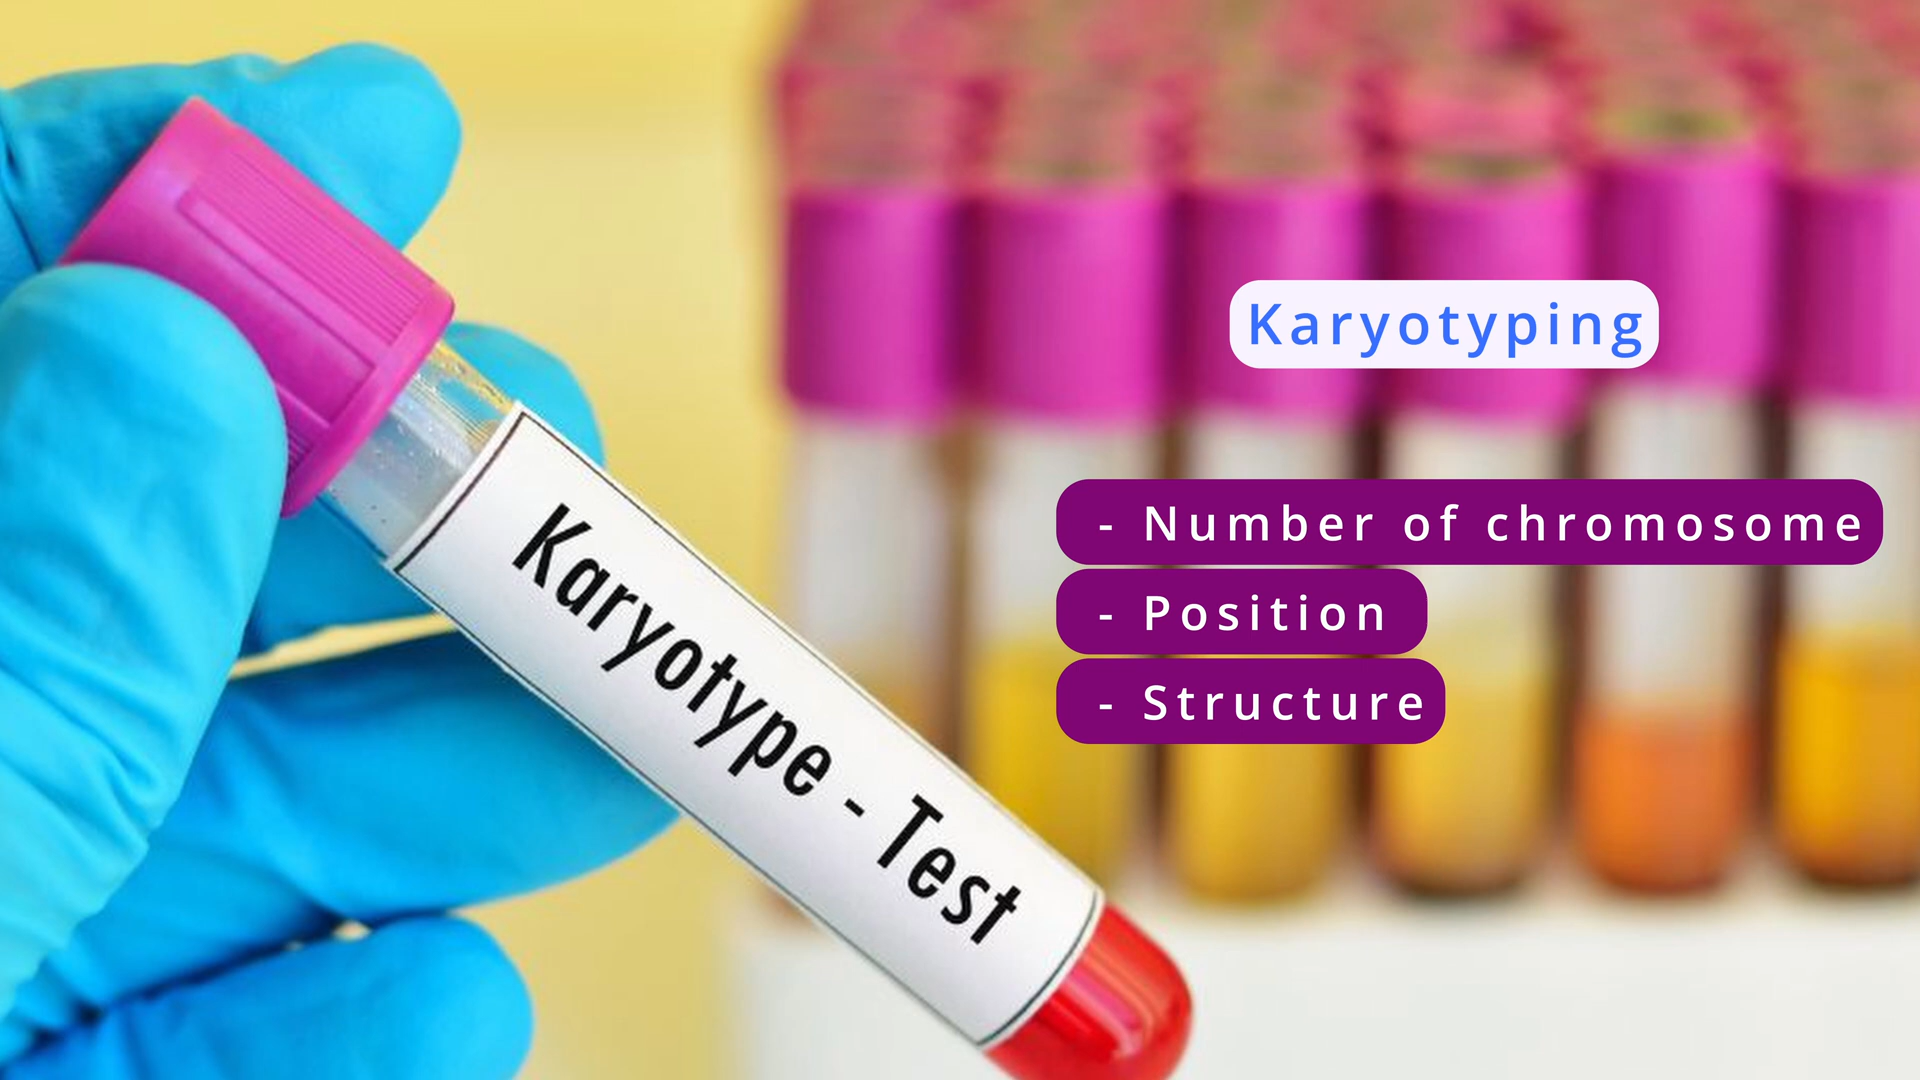 Karyotype - Test
Karyotyping
- Number of chromosome
- Position
- Structure